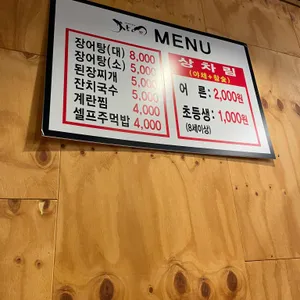 MENU
장어탕(대) 8,000
장어탕(소) 5,000
된장찌개 5,000
잔치국수 5,000
계란찜 4,000
셀프주먹밥 4,000
상차림
(야채+참숯)
어 른: 2,000원
초등생: 1,000원
(8세이상)